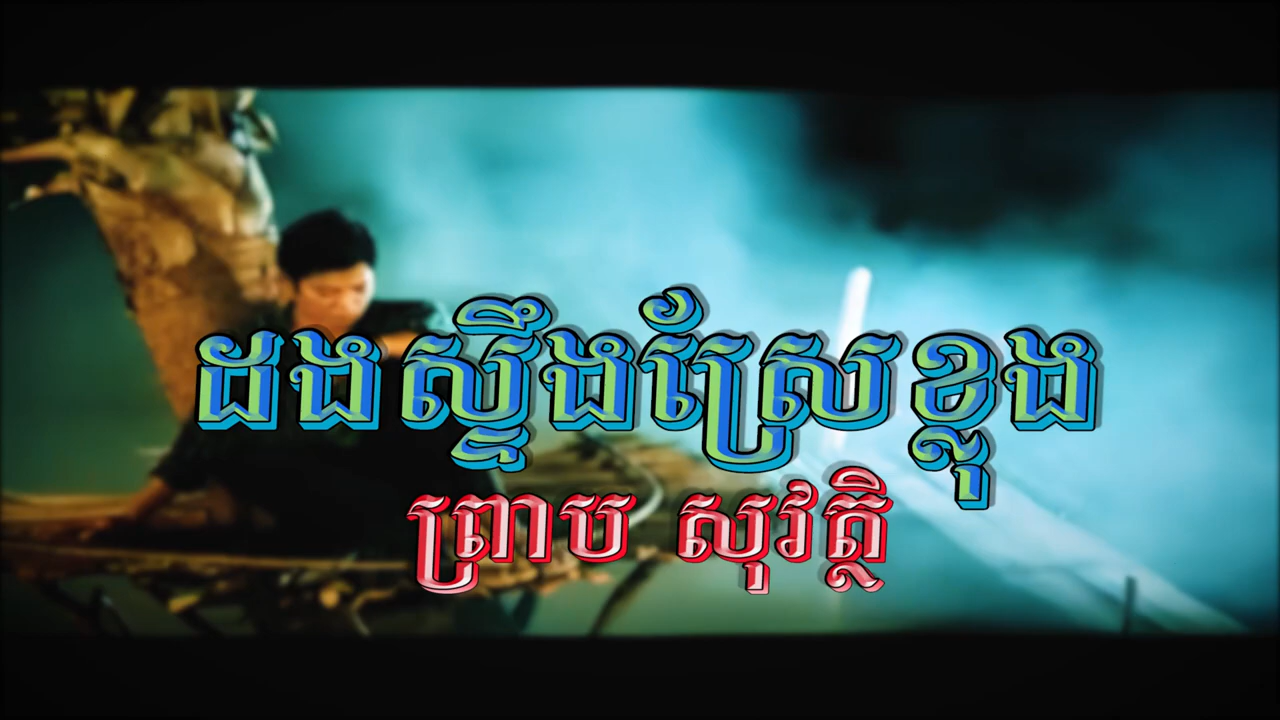 ដងស្ទឹងស្រែខ្លុង
ព្រាប សុវត្ថិ